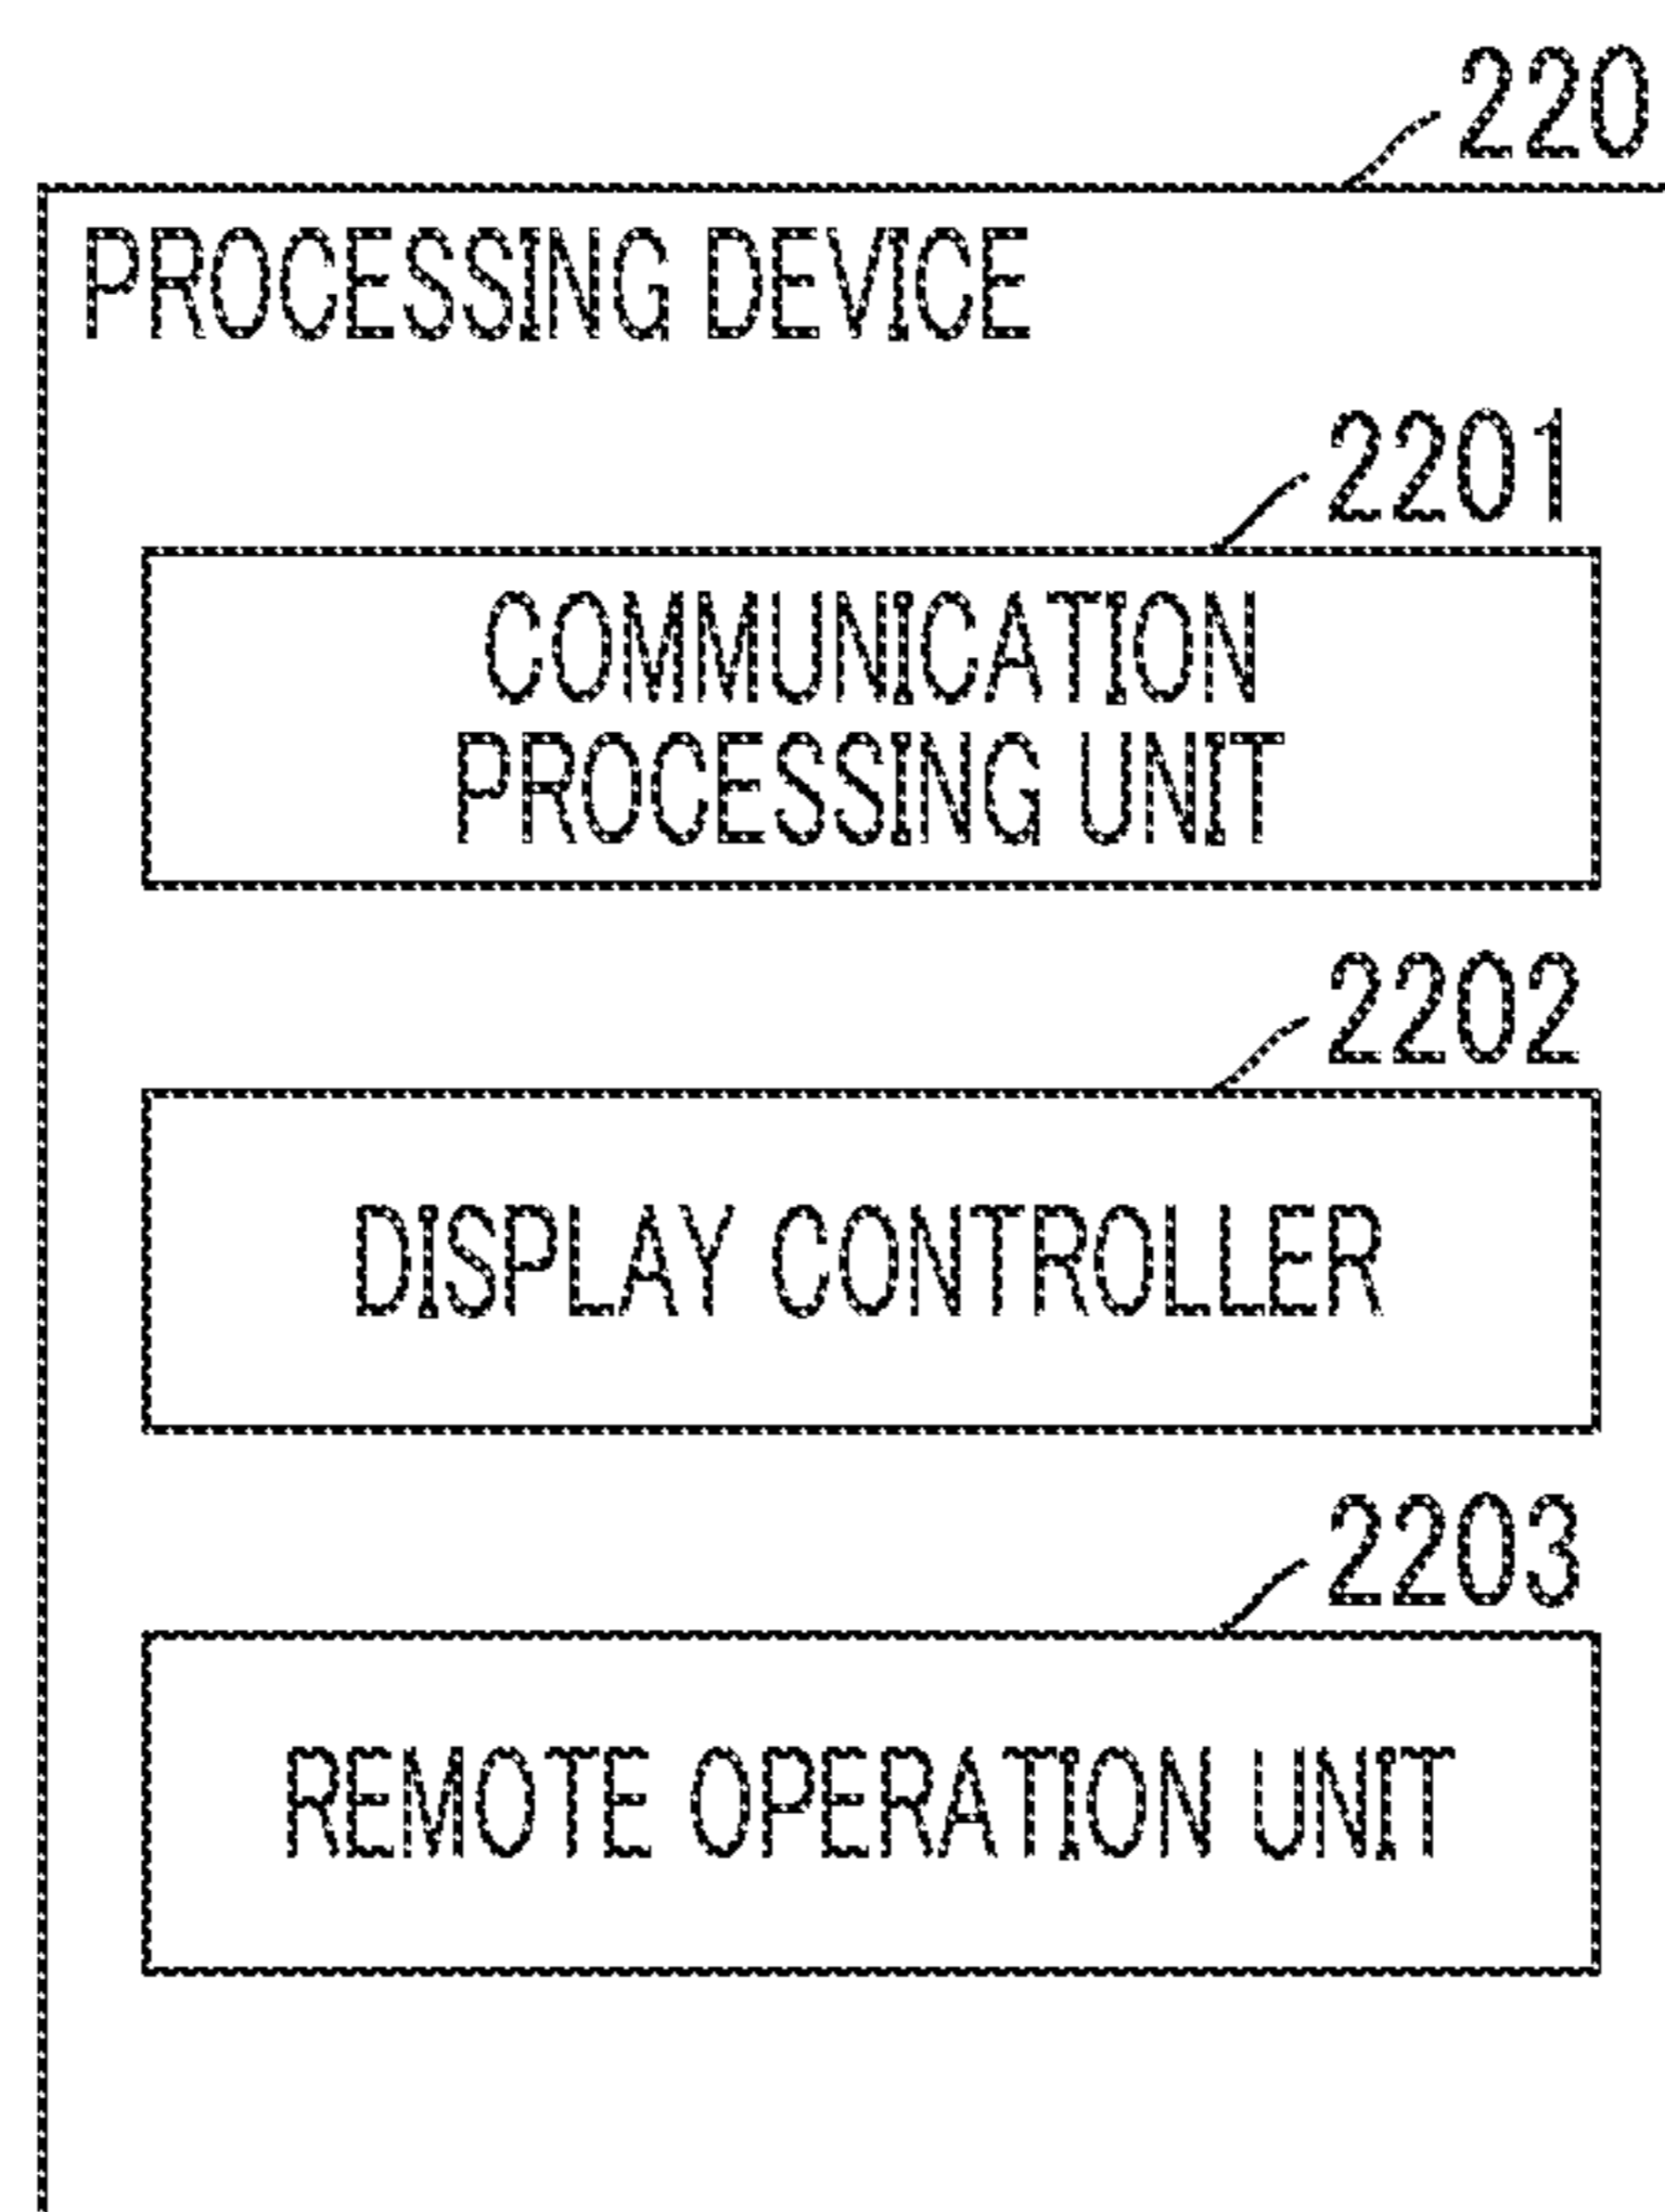 220
PROCESSING DEVICE
2201
COMMUNICATION
PROCESSING UNIT
2202
DISPLAY CONTROLLER
2203
REMOTE OPERATION UNIT